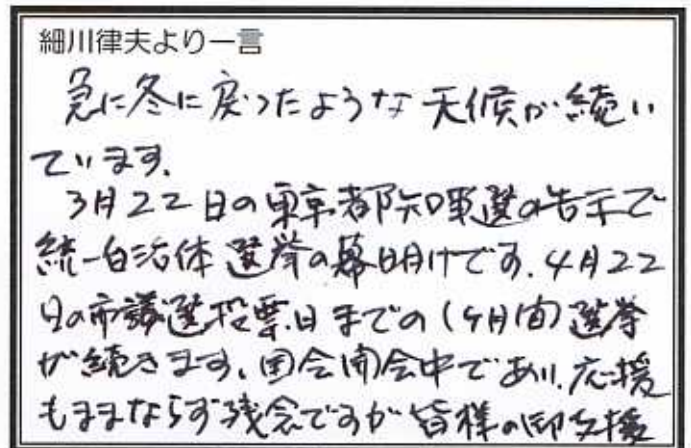 細川律夫より一言
急に冬に戻ったような天候が続い
ています。
3月22日の東京都知事選の告示で
統一自治体選挙の幕明けです。4月22
日の市議選投票日までの(ケ月間)選挙
が続きます。国会開会中であり、応援
もままならず残念ですが皆様の御支援